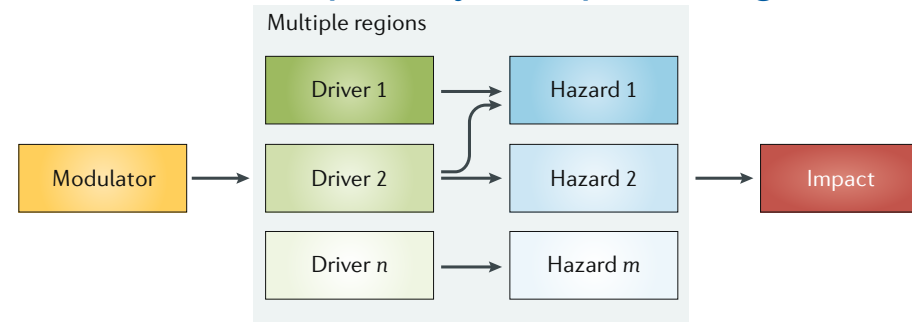 Multiple regions
Driver 1
Hazard 1
Modulator
Driver 2
Hazard 2
Impact
Driver n
Hazard m